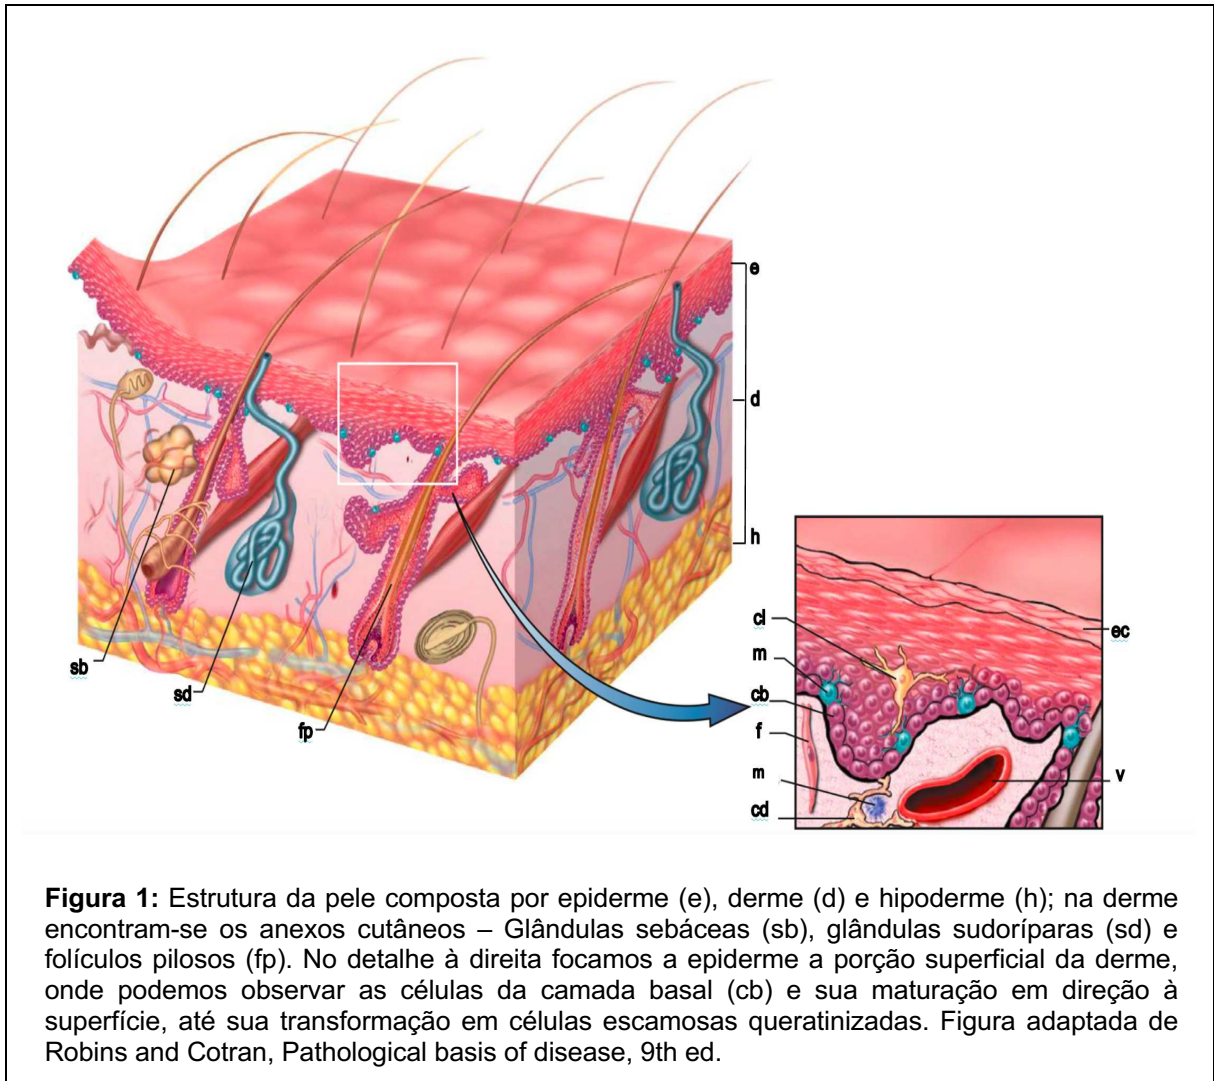 e
d
h
sb
sd
fp
cl
m
cb
f
m
cd
ec
v
Figura 1: Estrutura da pele composta por epiderme (e), derme (d) e hipoderme (h); na derme
encontram-se os anexos cutâneos – Glândulas sebáceas (sb), glândulas sudoríparas (sd) e
folículos pilosos (fp). No detalhe à direita focamos a epiderme a porção superficial da derme,
onde podemos observar as células da camada basal (cb) e sua maturação em direção à
superfície, até sua transformação em células escamosas queratinizadas. Figura adaptada de
Robins and Cotran, Pathological basis of disease, 9th ed.